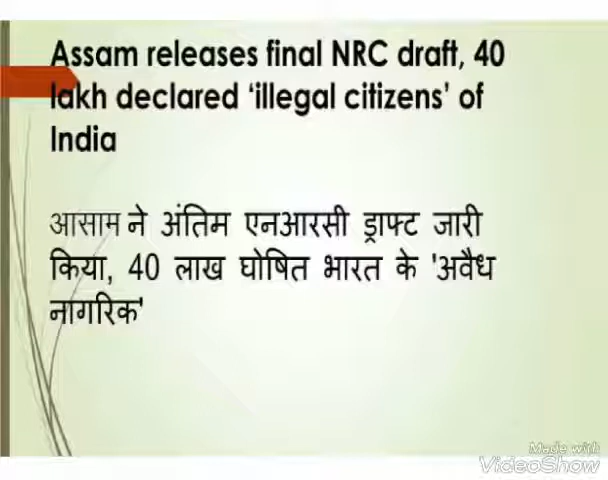 Assam releases final NRC draft, 40
lakh declared ‘illegal citizens’ of
India
आसाम ने अंतिम एनआरसी ड्राफ्ट जारी
किया, 40 लाख घोषित भारत के 'अवैध
नागरिक'
Made with
VideoShow